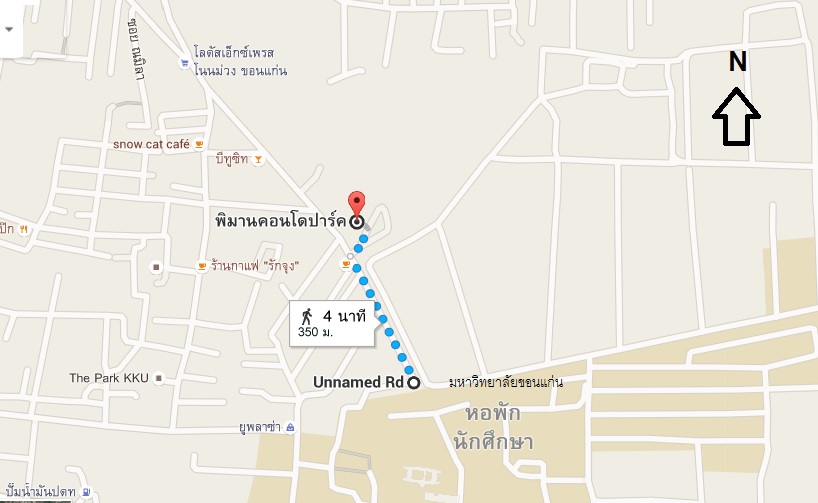 ซอย ณมิลา
โลตัสเอ็กซ์เพรส
โนนม่วง ขอนแก่น
N
snow cat café
บีทูซิท
พิมานคอนโดปาร์ค
ปิก
ร้านกาแฟ "รักจุง"
4 นาที
350 ม.
The Park KKU
Unnamed Rd
มหาวิทยาลัยขอนแก่น
หอพัก
นักศึกษา
ยูพลาซ่า
ปั๊มน้ำมันปตท